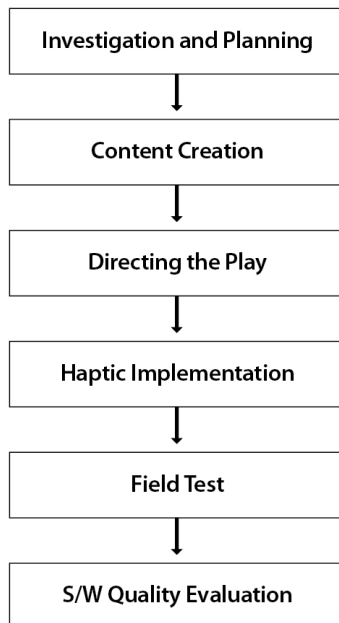 Investigation and Planning
Content Creation
Directing the Play
Haptic Implementation
Field Test
S/W Quality Evaluation